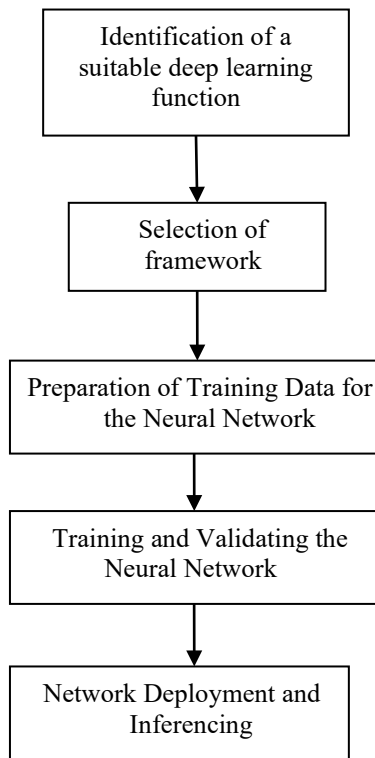 Identification of a
suitable deep learning
function
Selection of
framework
Preparation of Training Data for
the Neural Network
Training and Validating the
Neural Network
Network Deployment and
Inferencing